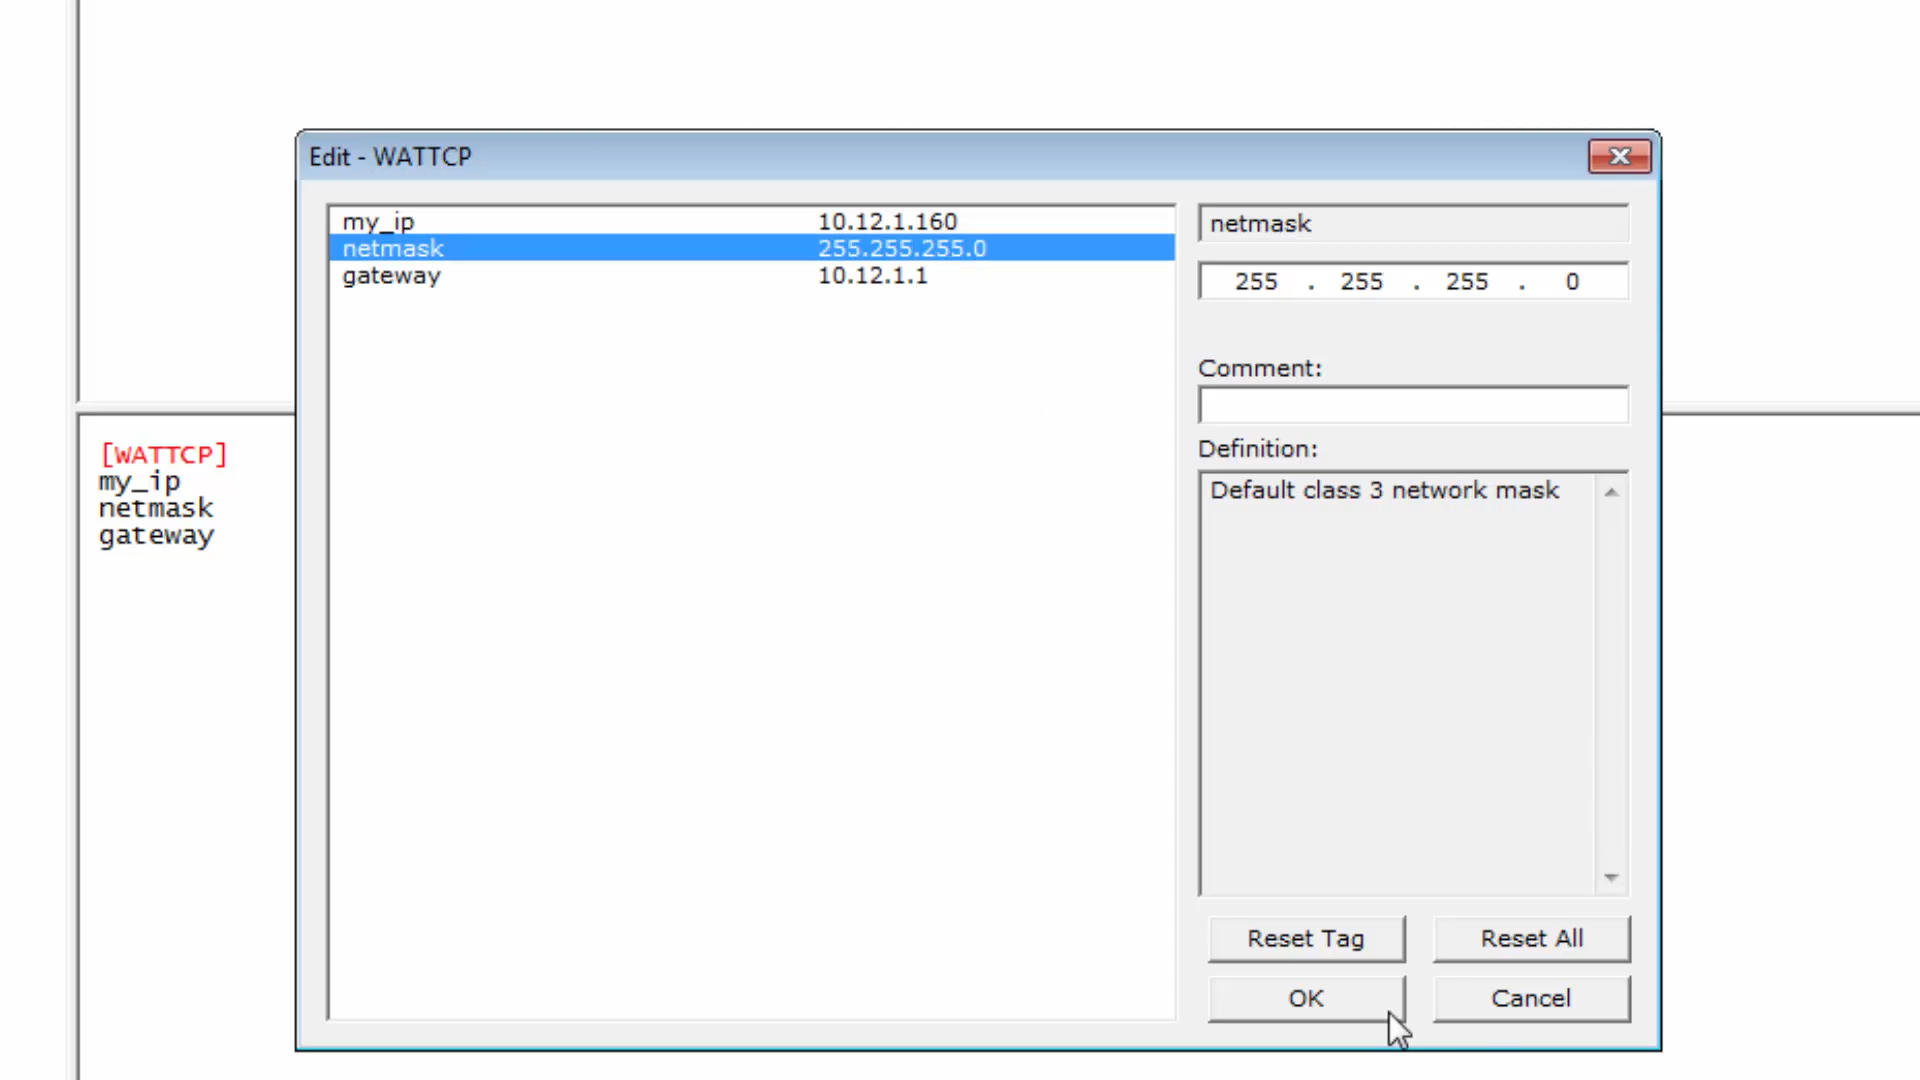 Edit - WATTCP
my_ip 10.12.1.160
netmask 255.255.255.0
gateway 10.12.1.1
netmask
255 . 255 . 255 . 0
Comment:
Definition:
Default class 3 network mask
Reset Tag Reset All
OK Cancel
[WATTCP]
my_ip
netmask
gateway